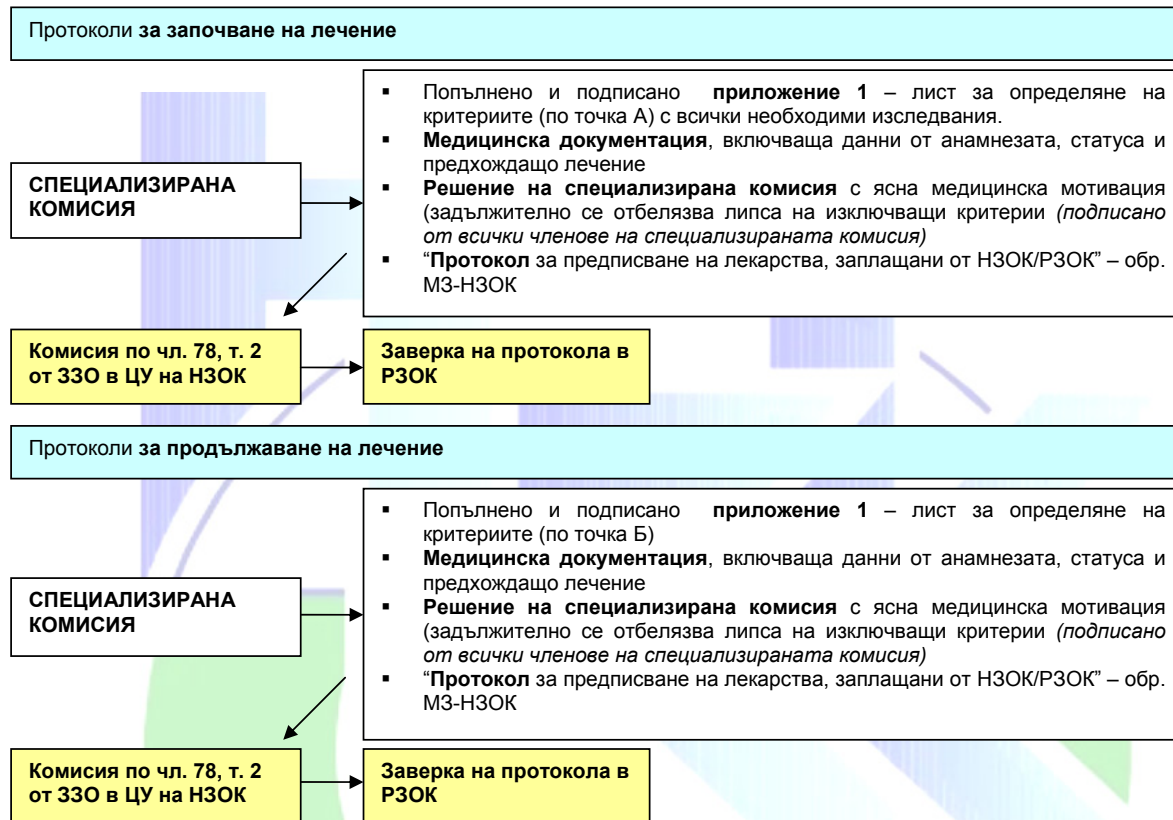 Протоколи за започване на лечение
СПЕЦИАЛИЗИРАНА
КОМИСИЯ
▪ Попълнено и подписано приложение 1 – лист за определяне на
критериите (по точка А) с всички необходими изследвания.
▪ Медицинска документация, включваща данни от анамнезата, статуса и
предхождащо лечение
▪ Решение на специализирана комисия с ясна медицинска мотивация
(задължително се отбелязва липса на изключващи критерии (подписано
от всички членове на специализираната комисия)
▪ “Протокол за предписване на лекарства, заплащани от НЗОК/РЗОК” – обр.
МЗ-НЗОК
Комисия по чл. 78, т. 2
от ЗЗО в ЦУ на НЗОК
Заверка на протокола в
РЗОК
Протоколи за продължаване на лечение
СПЕЦИАЛИЗИРАНА
КОМИСИЯ
▪ Попълнено и подписано приложение 1 – лист за определяне на
критериите (по точка Б)
▪ Медицинска документация, включваща данни от анамнезата, статуса и
предхождащо лечение
▪ Решение на специализирана комисия с ясна медицинска мотивация
(задължително се отбелязва липса на изключващи критерии (подписано
от всички членове на специализираната комисия)
▪ “Протокол за предписване на лекарства, заплащани от НЗОК/РЗОК” – обр.
МЗ-НЗОК
Комисия по чл. 78, т. 2
от ЗЗО в ЦУ на НЗОК
Заверка на протокола в
РЗОК